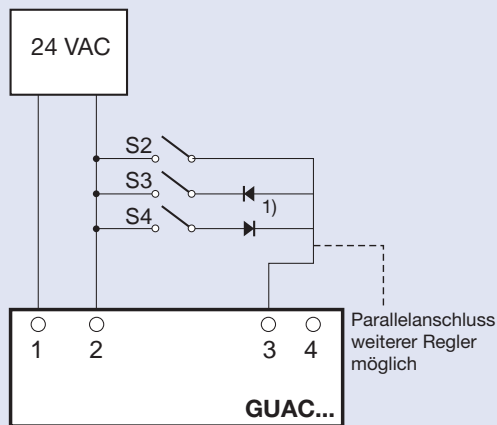 24 VAC
S2
S3
1)
S4
Parallelanschluss
weiterer Regler
möglich
1
2
3
4
GUAC...